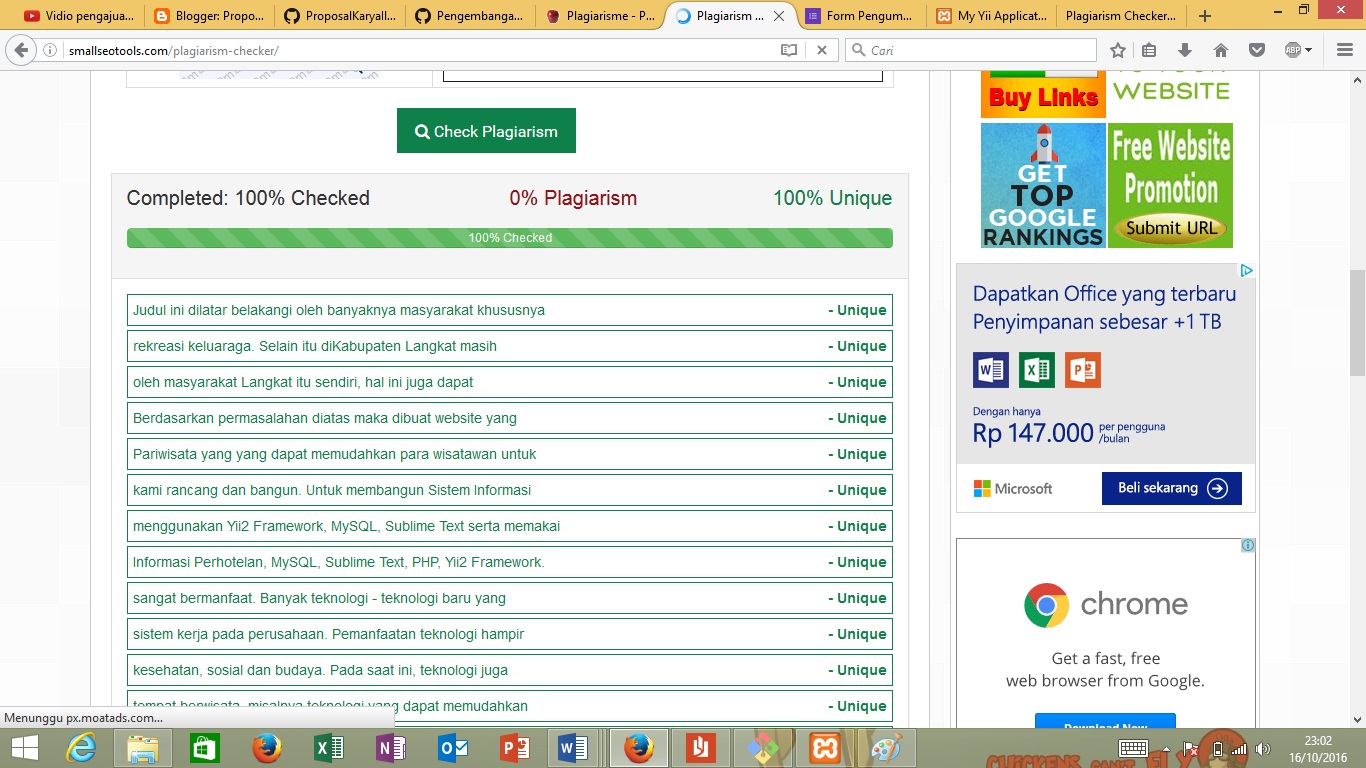 Vidio pengajua...
Blogger: Propo...
ProposalKaryaIl...
Pengembanga...
Plagiarisme - P...
Plagiarism ...
Form Pengum...
My Yii Applicat...
Plagiarism Checker...
smallseotools.com/plagiarism-checker/
Cari
ABP
Check Plagiarism
Completed: 100% Checked
0% Plagiarism
100% Unique
100% Checked
Judul ini dilatar belakangi oleh banyaknya masyarakat khususnya - Unique
rekreasi keluaraga. Selain itu diKabupaten Langkat masih - Unique
oleh masyarakat Langkat itu sendiri, hal ini juga dapat - Unique
Berdasarkan permasalahan diatas maka dibuat website yang - Unique
Pariwisata yang yang dapat memudahkan para wisatawan untuk - Unique
kami rancang dan bangun. Untuk membangun Sistem Informasi - Unique
menggunakan Yii2 Framework, MySQL, Sublime Text serta memakai - Unique
Informasi Perhotelan, MySQL, Sublime Text, PHP, Yii2 Framework. - Unique
sangat bermanfaat. Banyak teknologi - teknologi baru yang - Unique
sistem kerja pada perusahaan. Pemanfaatan teknologi hampir - Unique
kesehatan, sosial dan budaya. Pada saat ini, teknologi juga - Unique
tempat berwisata, misalnya teknologi yang dapat memudahkan - Unique
Buy Links
WEBSITE
GET
TOP
GOOGLE
RANKINGS
Free Website
Promotion
Submit URL
Dapatkan Office yang terbaru
Penyimpanan sebesar +1 TB
Dengan hanya
Rp 147.000 per pengguna
/bulan
Microsoft
Beli sekarang
chrome
Get a fast, free
web browser from Google.
Download Now
Menunggu px.moatads.com...
CHICKENS CAN'T FLY
23:02
16/10/2016